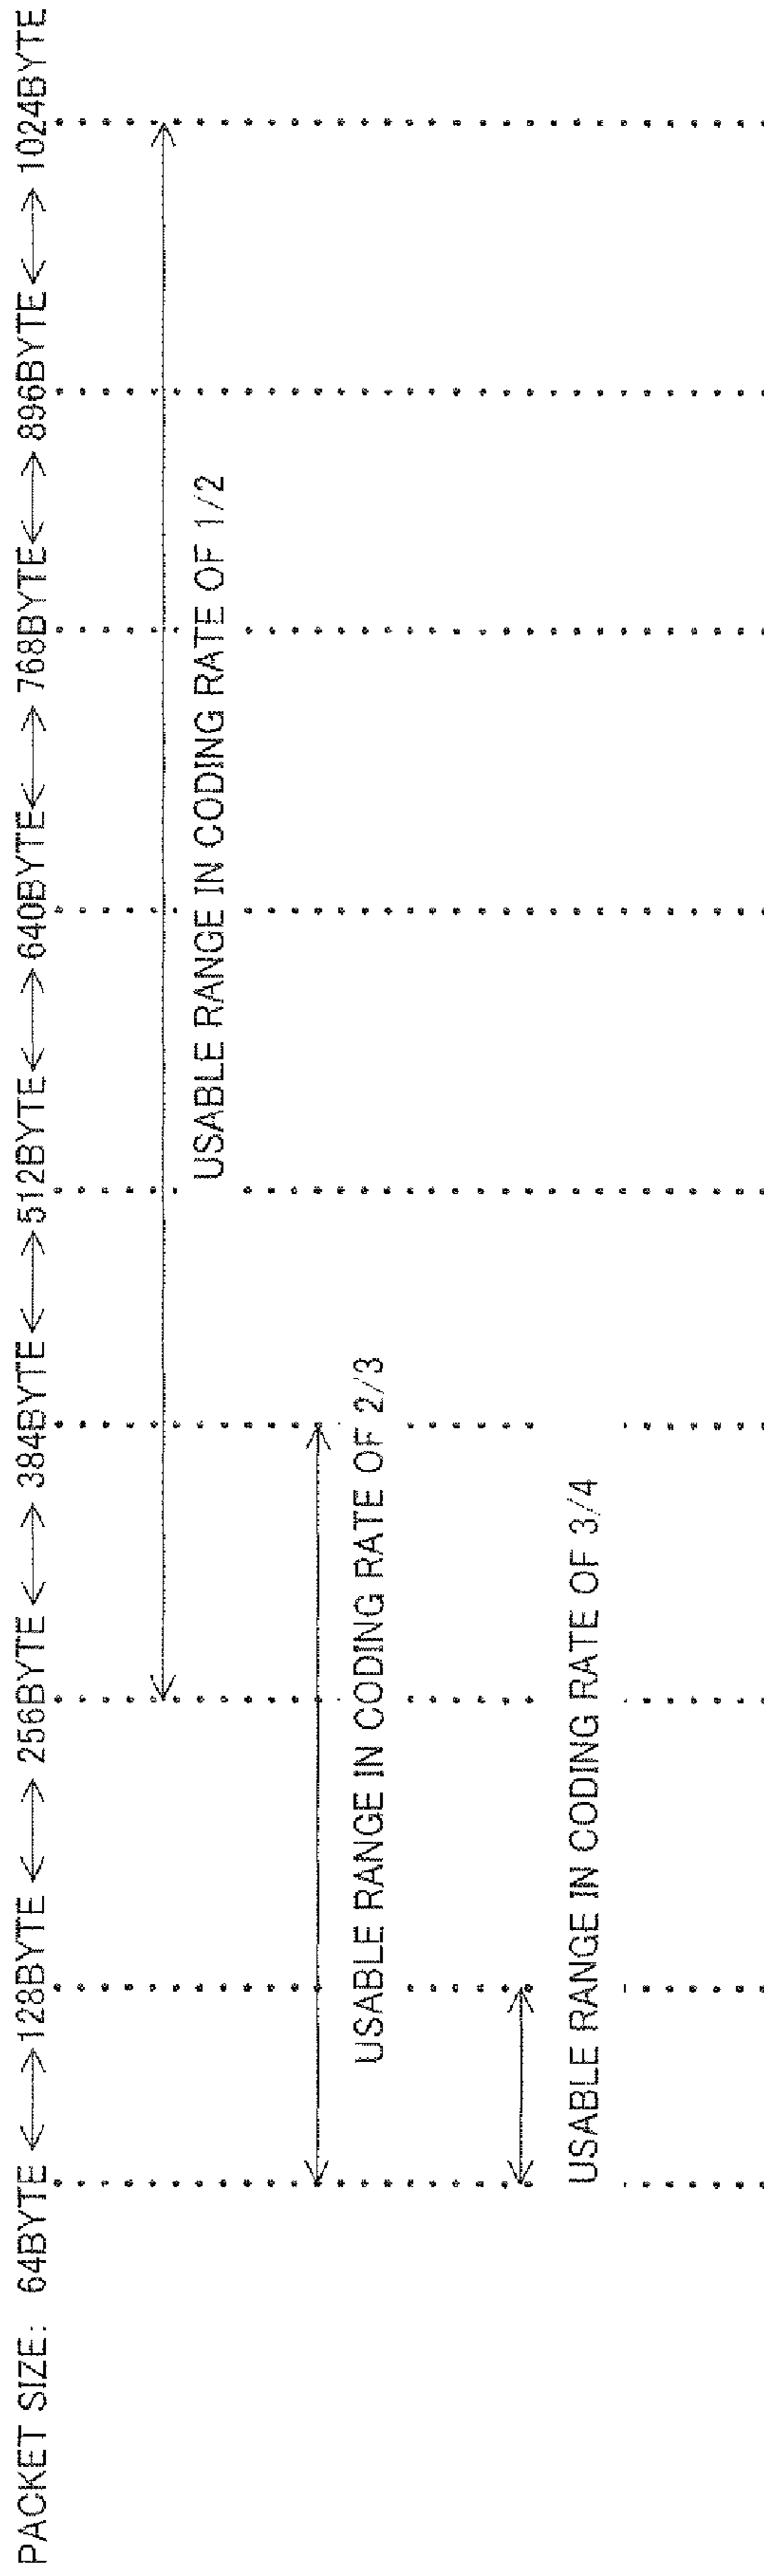 PACKET SIZE: 64BYTE 128BYTE 256BYTE 384BYTE 512BYTE 640BYTE 768BYTE 896BYTE 1024BYTE
USABLE RANGE IN CODING RATE OF 1/2
USABLE RANGE IN CODING RATE OF 2/3
USABLE RANGE IN CODING RATE OF 3/4